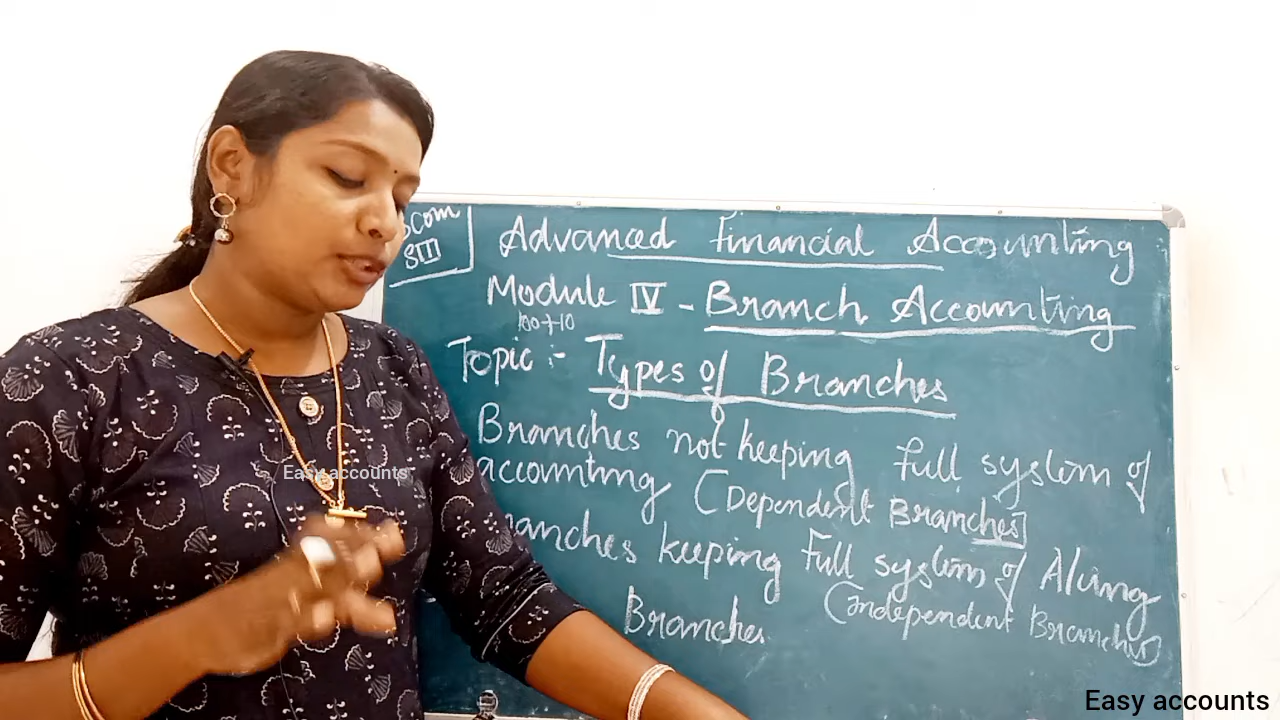 Bcom
SIII
Advanced Financial Accounting
Module IV - Branch Accounting
100+10
Topic :- Types of Branches
Branches not keeping full system of
accounting (Dependent Branches)
ranches keeping Full system of A/cing
(Independent Branches)
Branches
Easy accounts
Easy accounts